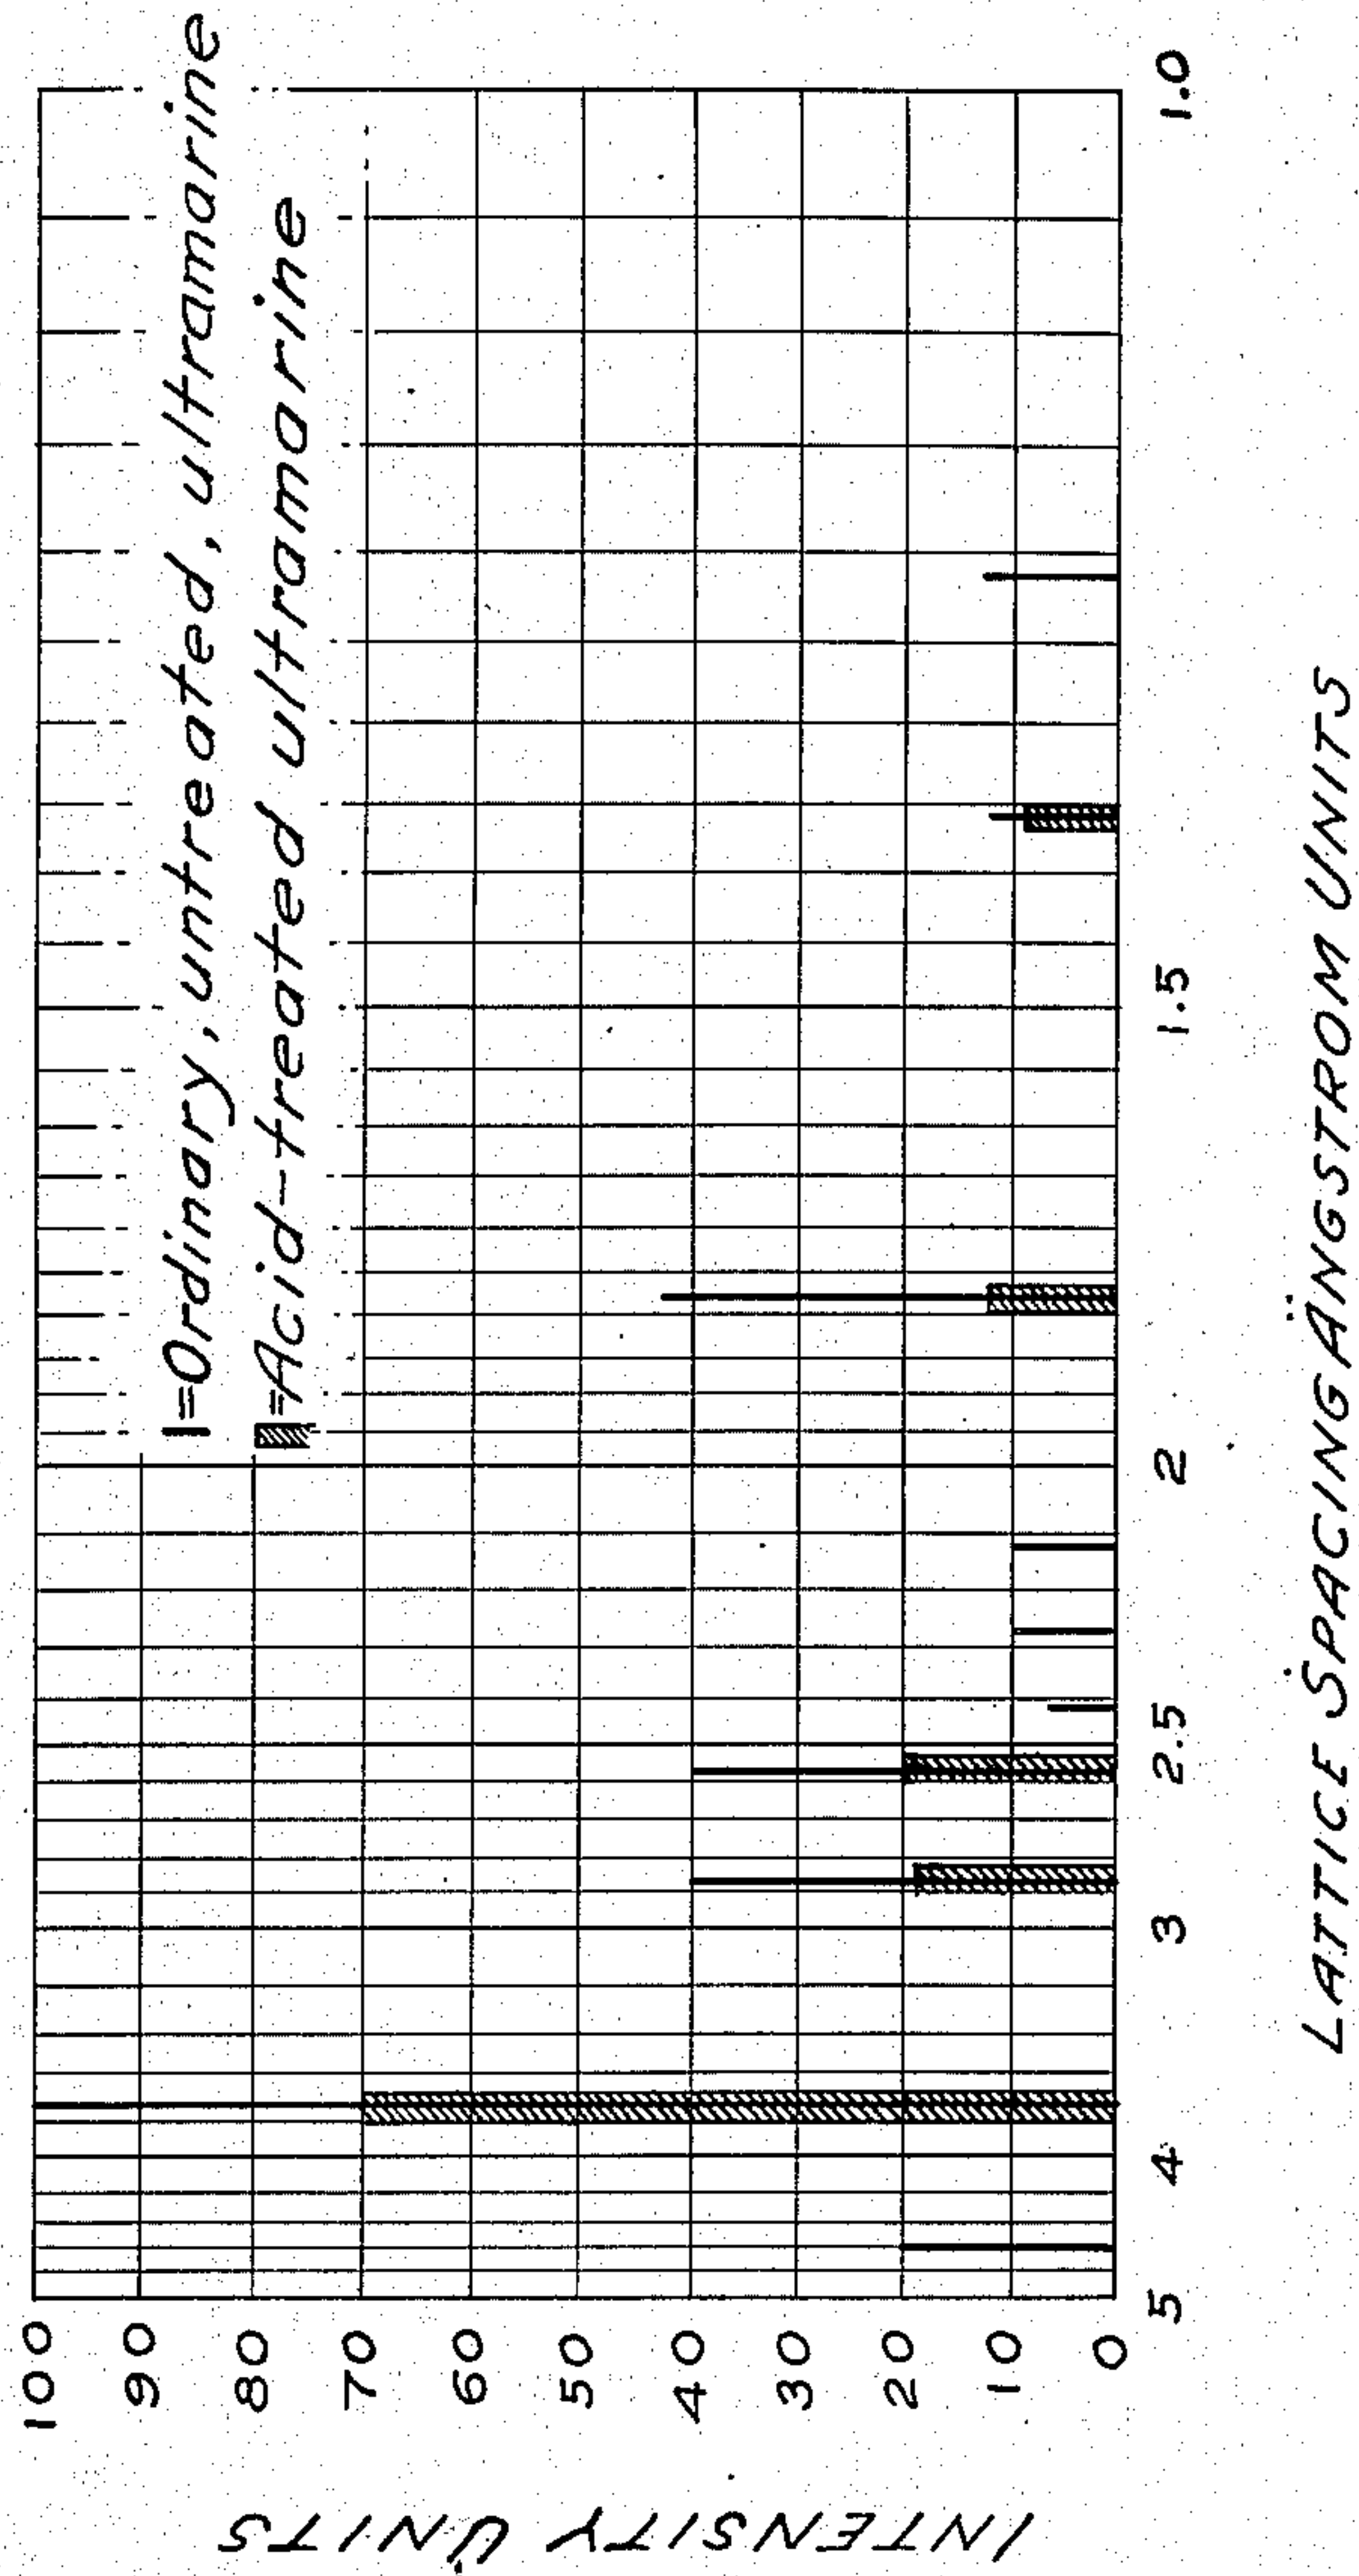 |=Ordinary, untreated, ultramarine
=Acid-treated ultramarine
INTENSITY UNITS
100
90
80
70
60
50
40
30
20
10
0
5 4 3 2.5 2 1.5 1.0
LATTICE SPACING ÄNGSTROM UNITS